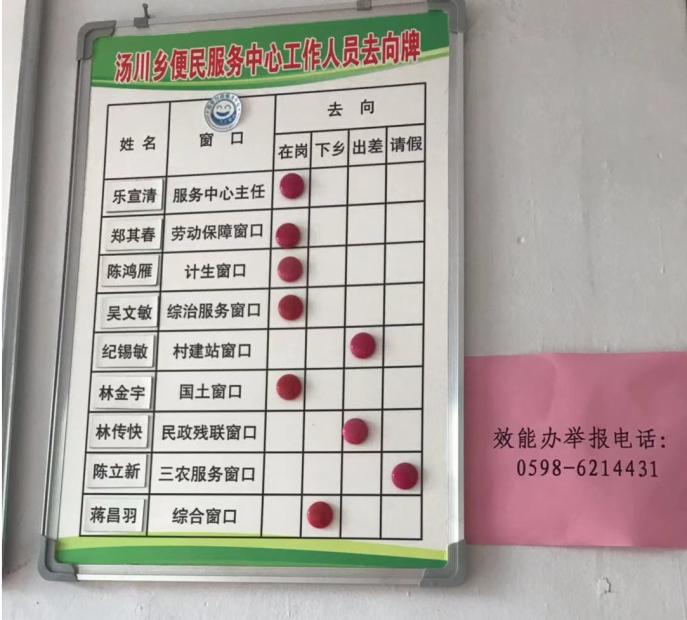 汤川乡便民服务中心工作人员去向牌
姓名 窗口 去向
在岗 下乡 出差 请假
乐宣清 服务中心主任
郑其春 劳动保障窗口
陈鸿雁 计生窗口
吴文敏 综治服务窗口
纪锡敏 村建站窗口
林金宇 国土窗口
林传快 民政残联窗口
陈立新 三农服务窗口
蒋昌羽 综合窗口
效能办举报电话：
0598-6214431